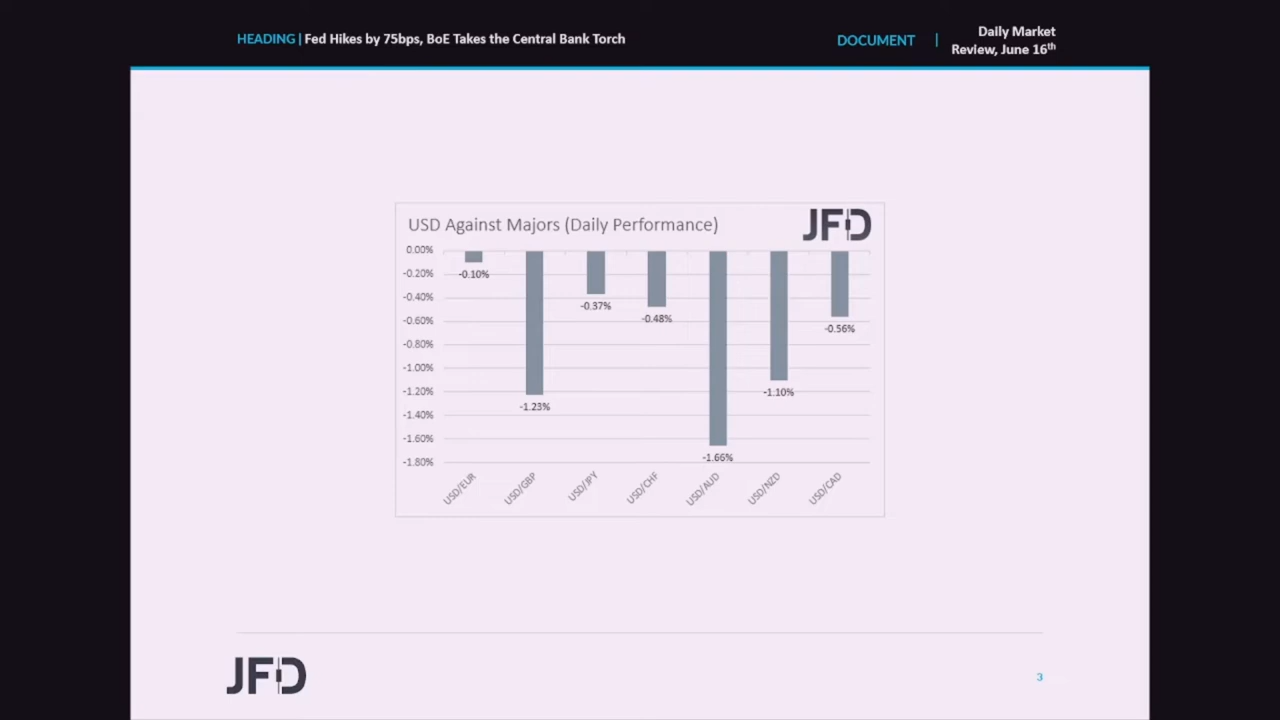 HEADING | Fed Hikes by 75bps, BoE Takes the Central Bank Torch
DOCUMENT | Daily Market
Review, June 16th
USD Against Majors (Daily Performance)
JFD
0.00%
-0.20%
-0.40%
-0.60%
-0.80%
-1.00%
-1.20%
-1.40%
-1.60%
-1.80%
-0.10%
-1.23%
-0.37%
-0.48%
-1.66%
-1.10%
-0.56%
USD/EUR
USD/GBP
USD/JPY
USD/CHF
USD/AUD
USD/NZD
USD/CAD
JFD
3